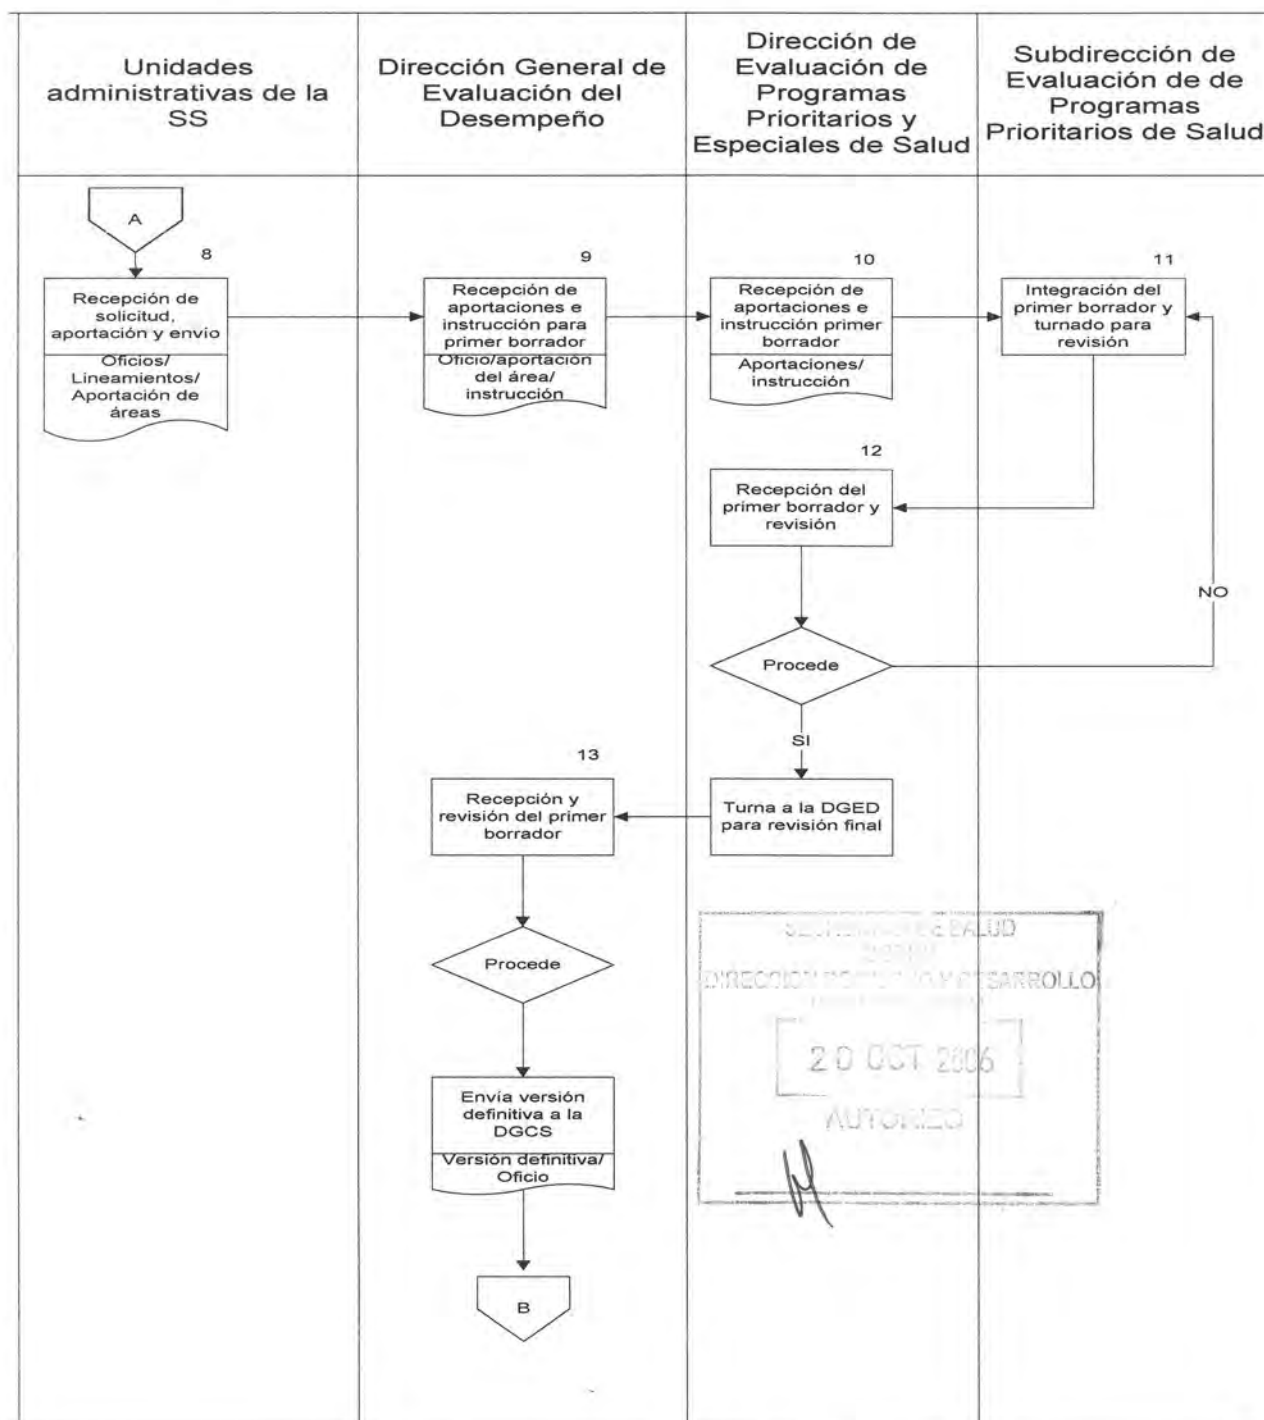 Unidades
administrativas de la
SS
Dirección General de
Evaluación del
Desempeño
Dirección de
Evaluación de
Programas
Prioritarios y
Especiales de Salud
Subdirección de
Evaluación de de
Programas
Prioritarios de Salud
A
8
Recepción de
solicitud,
aportación y envío
Oficios/
Lineamientos/
Aportación de
áreas
9
Recepción de
aportaciones e
instrucción para
primer borrador
Oficio/aportación
del área/
instrucción
10
Recepción de
aportaciones e
instrucción primer
borrador
Aportaciones/
instrucción
11
Integración del
primer borrador y
turnado para
revisión
12
Recepción del
primer borrador y
revisión
NO
Procede
SI
13
Recepción y
revisión del primer
borrador
Turna a la DGED
para revisión final
Procede
Envía versión
definitiva a la
DGCS
Versión definitiva/
Oficio
B
DE SALUD
DIRECCION Y DESARROLLO
20 OCT 2006
AUTORIZO